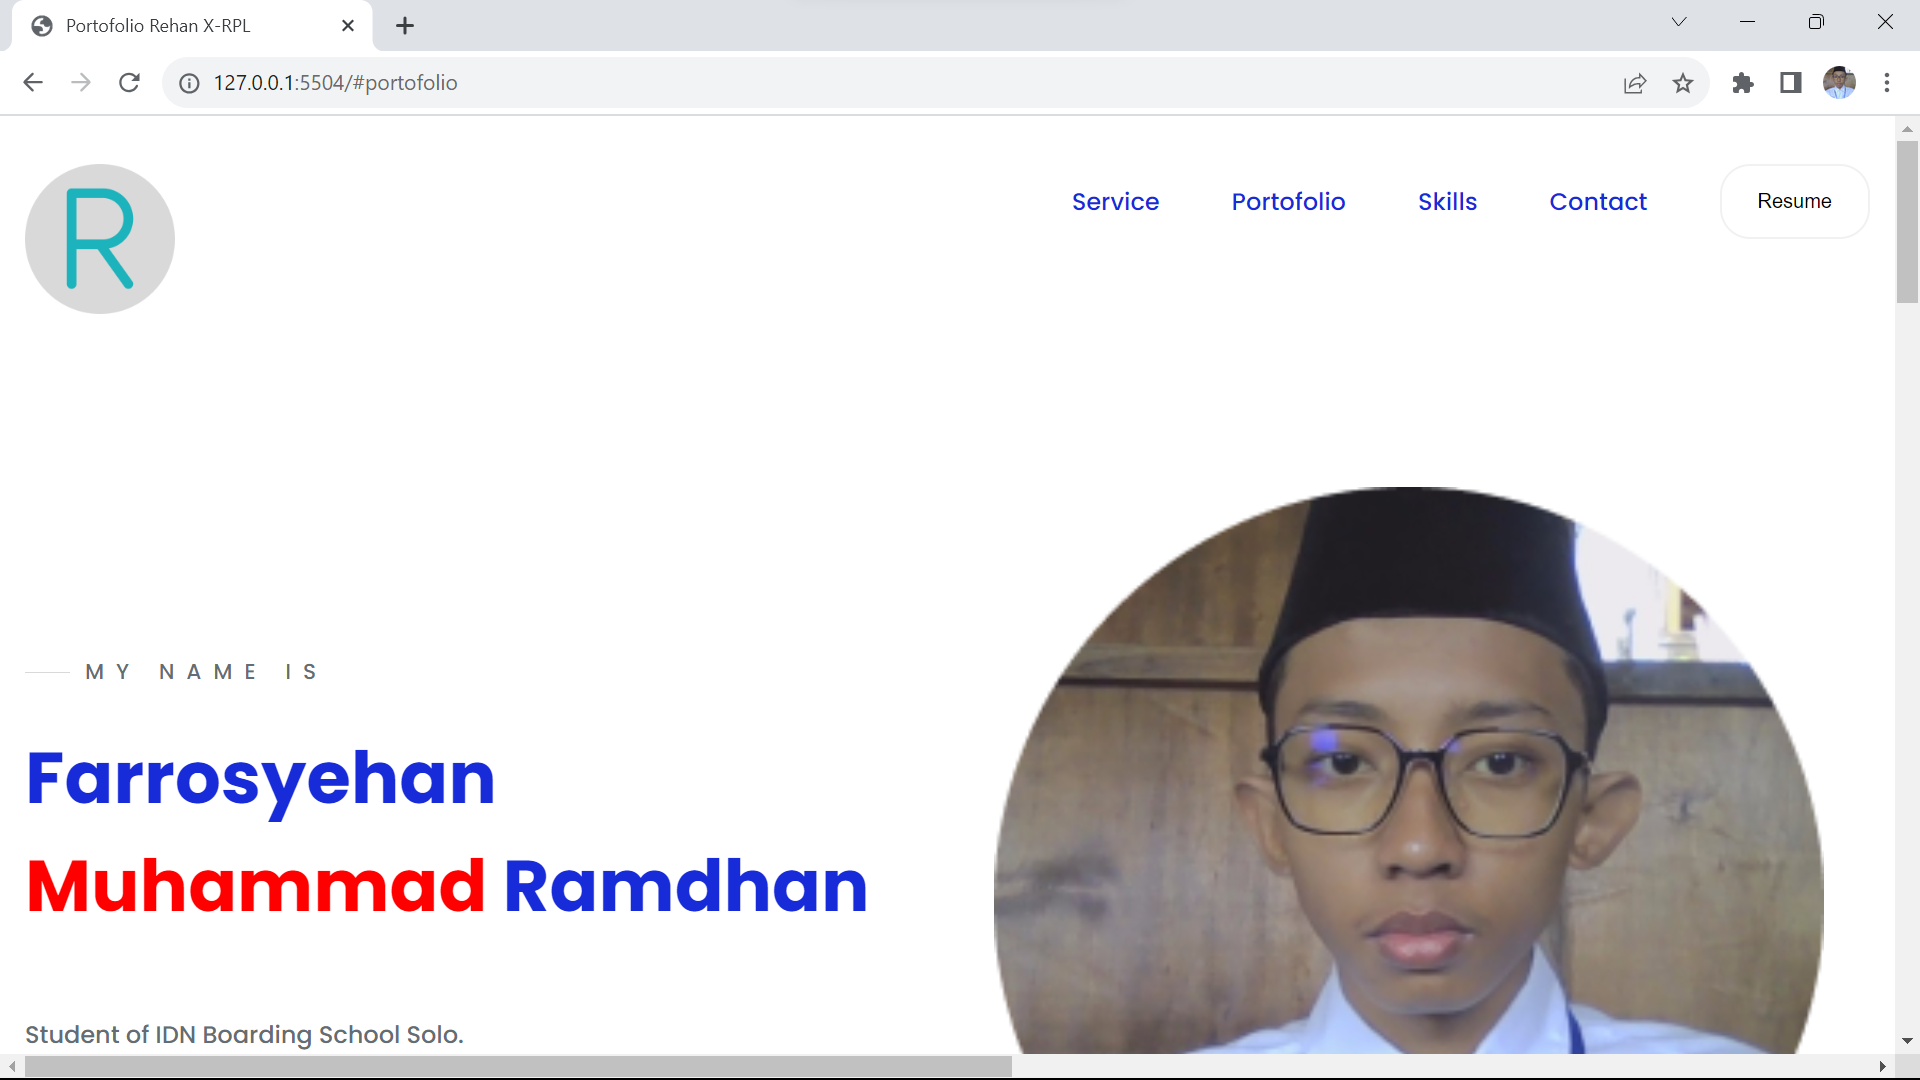 Portofolio Rehan X-RPL
127.0.0.1:5504/#portofolio
R
Service Portofolio Skills Contact Resume
MY NAME IS
Farrosyehan
Muhammad Ramdhan
Student of IDN Boarding School Solo.